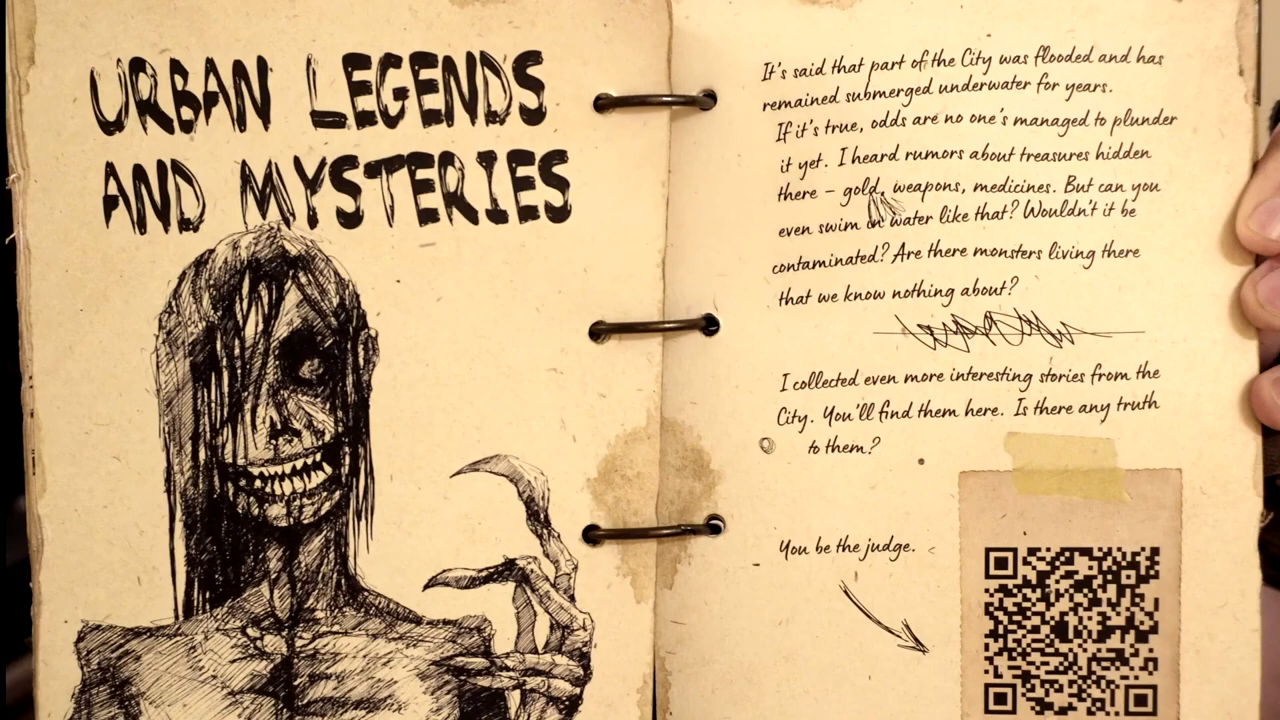 URBAN LEGENDS
AND MYSTERIES
It's said that part of the City was flooded and has
remained submerged underwater for years.
If it's true, odds are no one's managed to plunder
it yet. I heard rumors about treasures hidden
there – gold, weapons, medicines. But can you
even swim in water like that? Wouldn't it be
contaminated? Are there monsters living there
that we know nothing about?
I collected even more interesting stories from the
City. You'll find them here. Is there any truth
to them?
You be the judge.